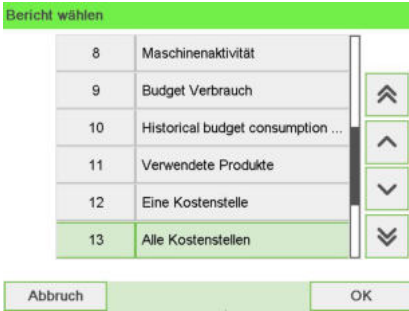 Bericht wählen
8 Maschinenaktivität
9 Budget Verbrauch
10 Historical budget consumption ...
11 Verwendete Produkte
12 Eine Kostenstelle
13 Alle Kostenstellen
Abbruch OK